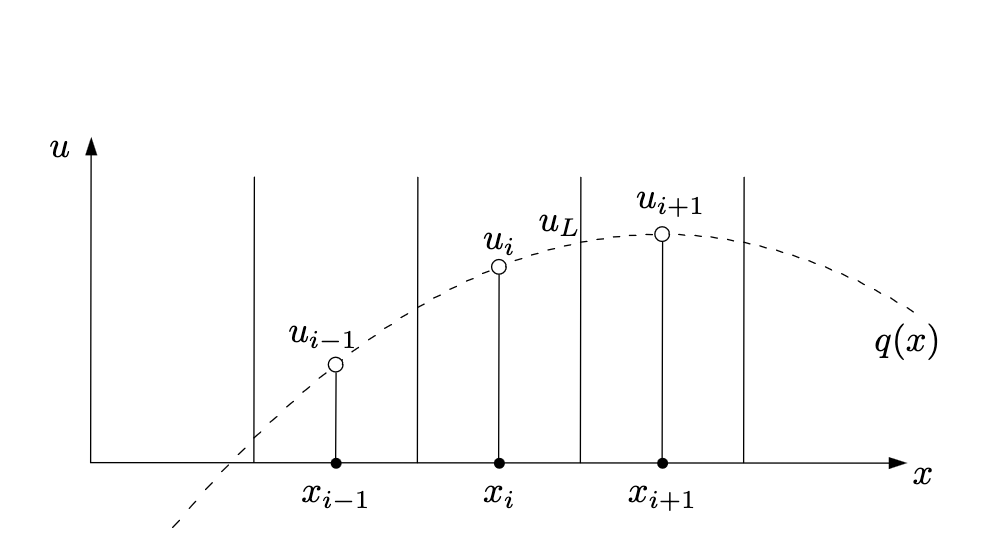 u
u_{i+1}
u_L
u_i
u_{i-1}
q(x)
x
x_{i-1} x_i x_{i+1}